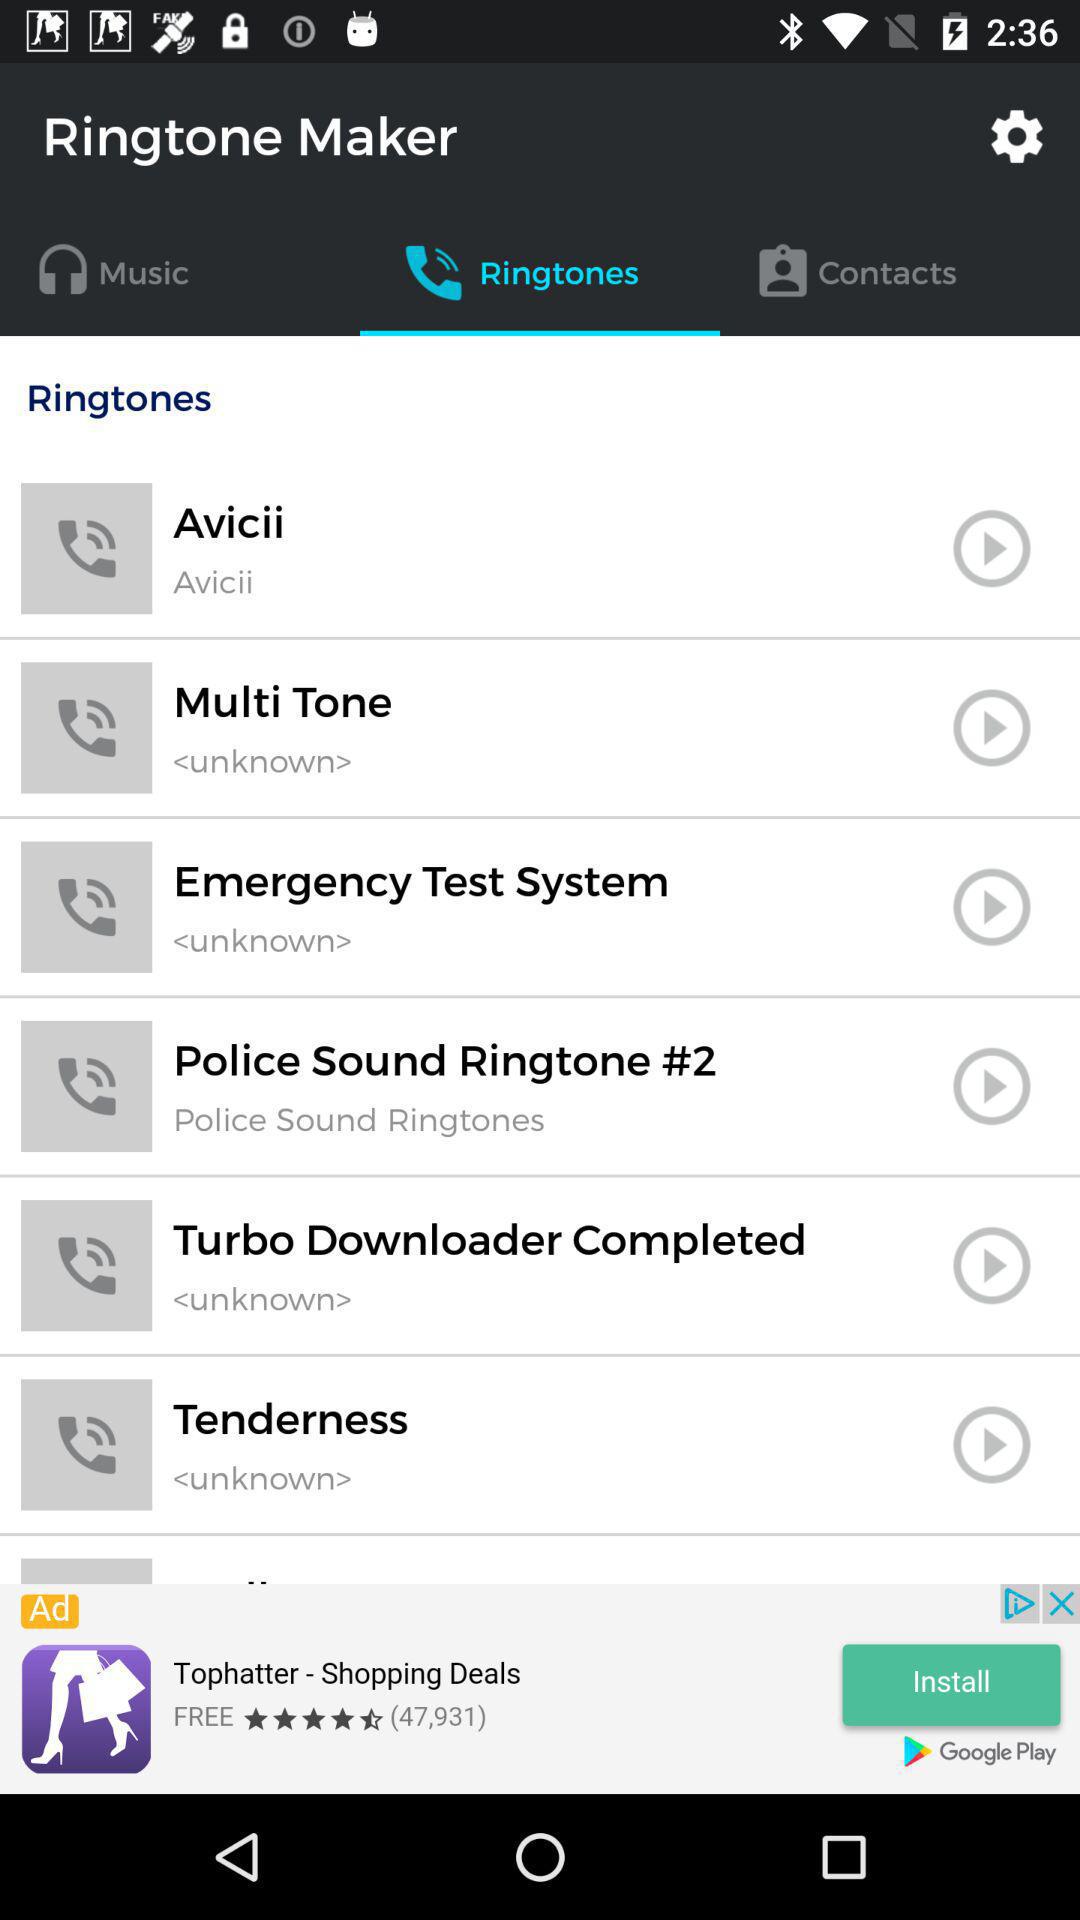 FAKE
2:36
Ringtone Maker
Music
Ringtones
Contacts
Ringtones
Avicii
Avicii
Multi Tone
<unknown>
Emergency Test System
<unknown>
Police Sound Ringtone #2
Police Sound Ringtones
Turbo Downloader Completed
<unknown>
Tenderness
<unknown>
Ad
Tophatter - Shopping Deals
FREE (47,931)
Install
Google Play